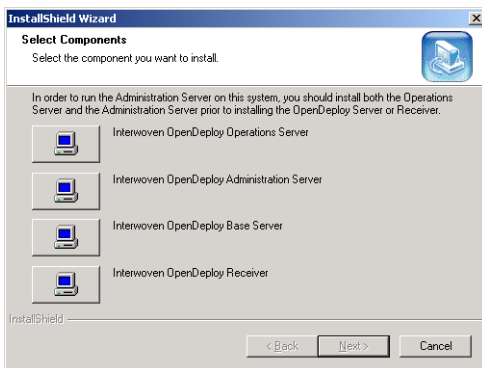 InstallShield Wizard
Select Components
Select the component you want to install.
In order to run the Administration Server on this system, you should install both the Operations
Server and the Administration Server prior to installing the OpenDeploy Server or Receiver.
Interwoven OpenDeploy Operations Server
Interwoven OpenDeploy Administration Server
Interwoven OpenDeploy Base Server
Interwoven OpenDeploy Receiver
InstallShield
< Back Next > Cancel